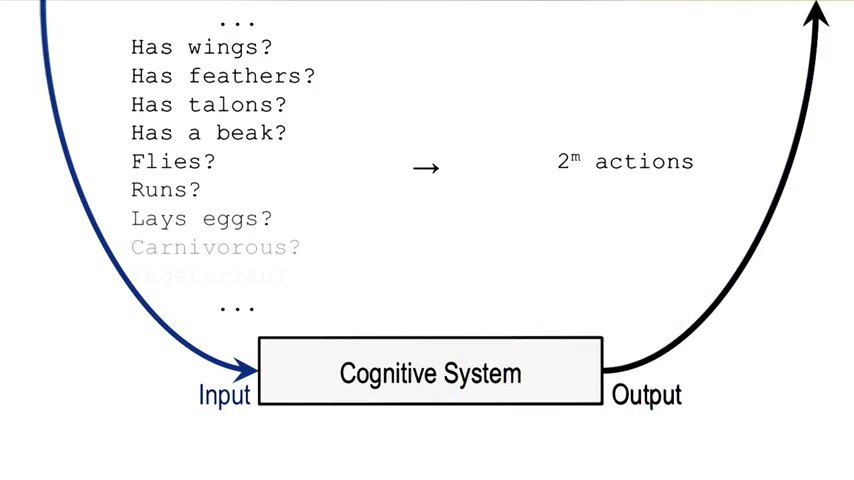 ...
Has wings?
Has feathers?
Has talons?
Has a beak?
Flies?
→ 2ᵐ actions
Runs?
Lays eggs?
Carnivorous?
Vegetarian?
...
Cognitive System
Input
Output